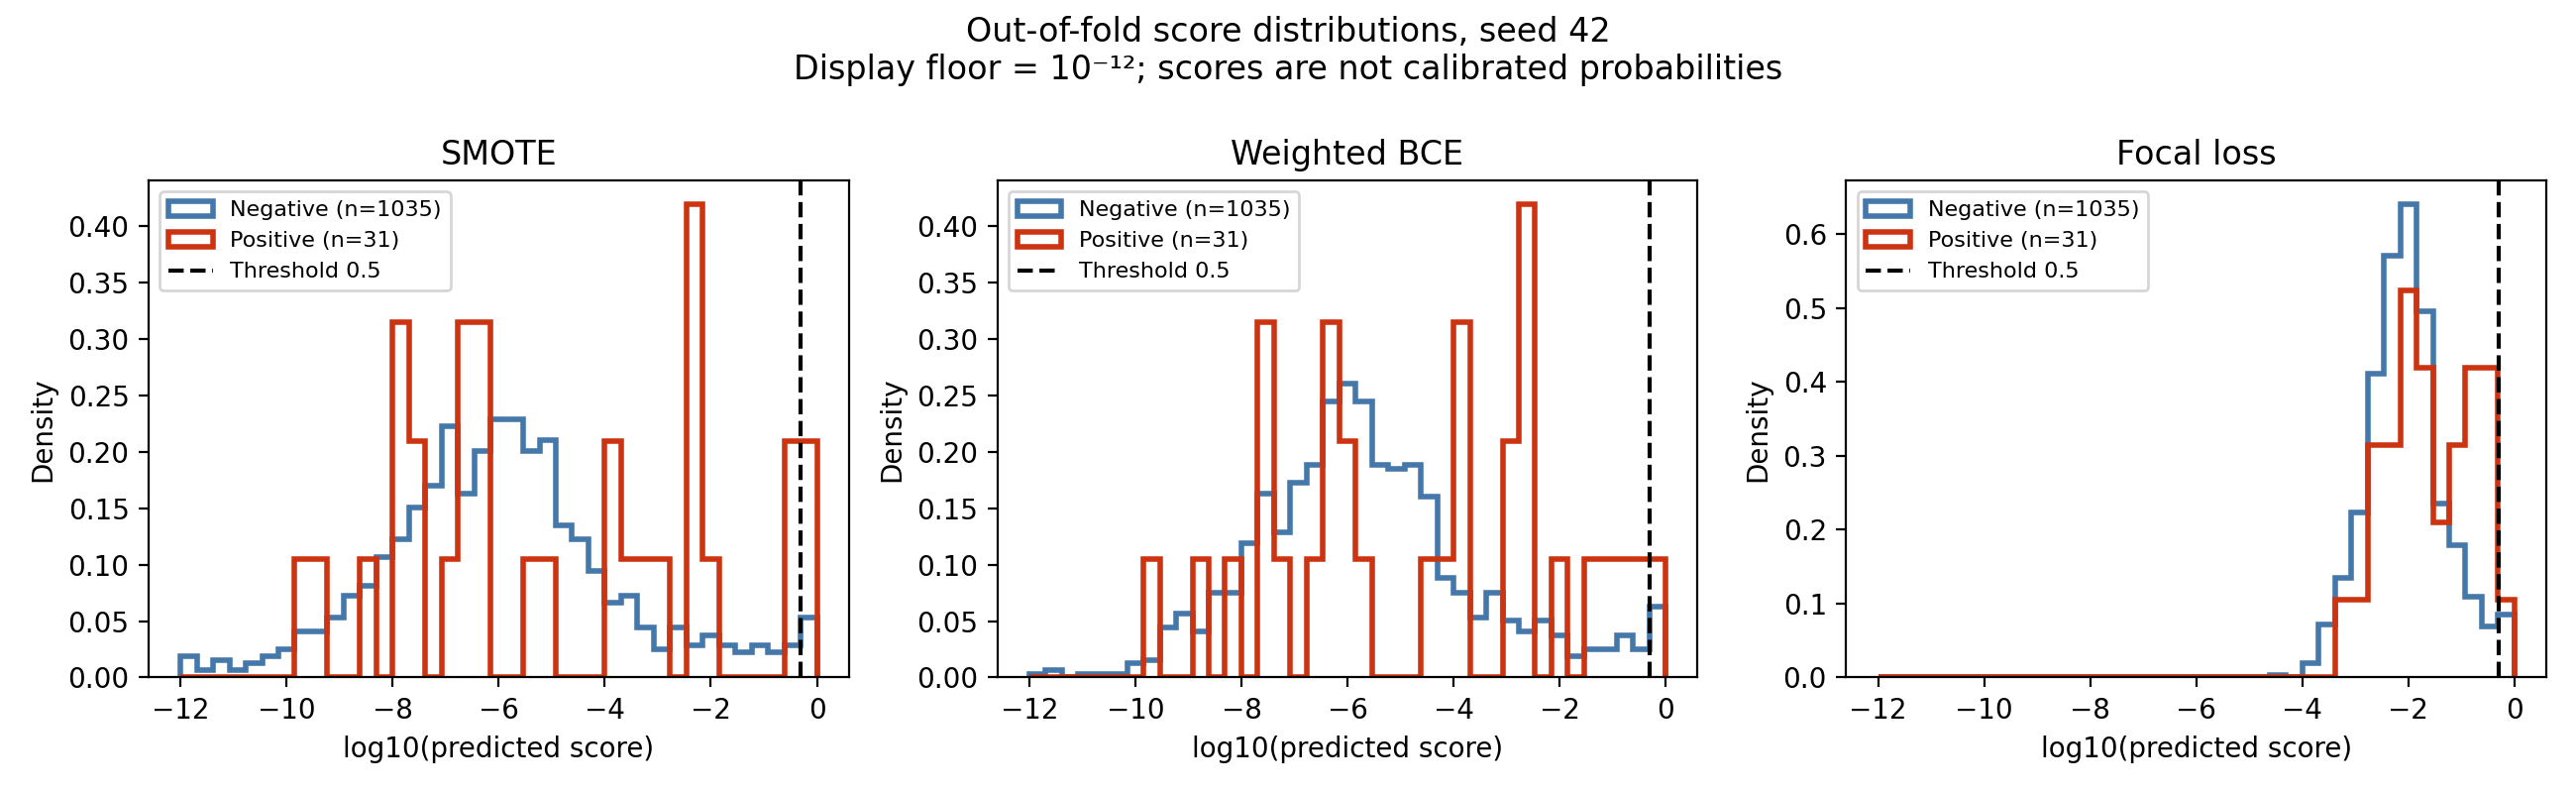 Out-of-fold score distributions, seed 42
Display floor = 10⁻¹²; scores are not calibrated probabilities
SMOTE
Negative (n=1035)
Positive (n=31)
Threshold 0.5
0.40
0.35
0.30
0.25
0.20
0.15
0.10
0.05
0.00
Density
−12 −10 −8 −6 −4 −2 0
log10(predicted score)
Weighted BCE
Negative (n=1035)
Positive (n=31)
Threshold 0.5
0.40
0.35
0.30
0.25
0.20
0.15
0.10
0.05
0.00
Density
−12 −10 −8 −6 −4 −2 0
log10(predicted score)
Focal loss
Negative (n=1035)
Positive (n=31)
Threshold 0.5
0.6
0.5
0.4
0.3
0.2
0.1
0.0
Density
−12 −10 −8 −6 −4 −2 0
log10(predicted score)